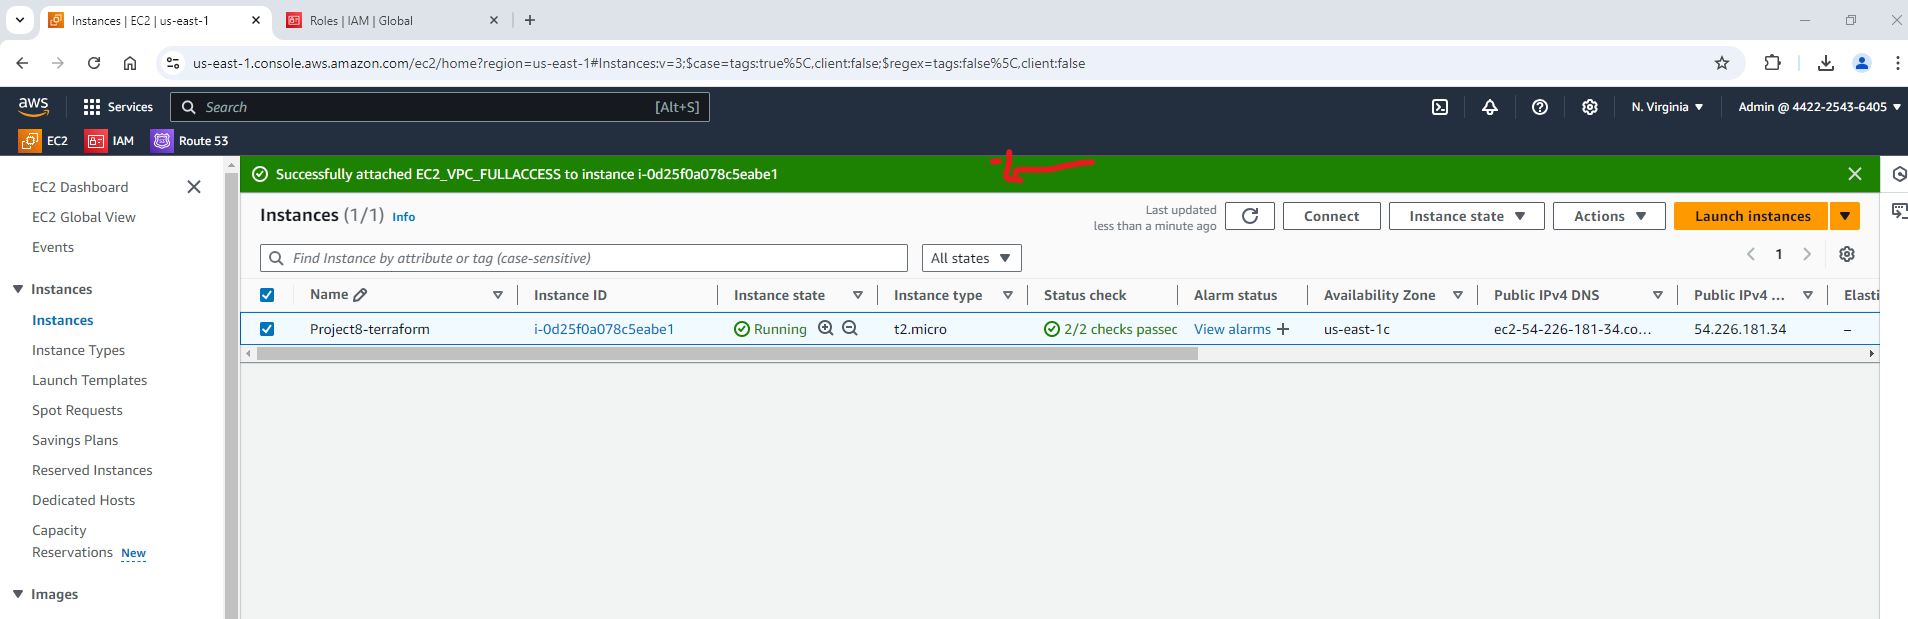 Instances | EC2 | us-east-1
Roles | IAM | Global
us-east-1.console.aws.amazon.com/ec2/home?region=us-east-1#Instances:v=3;$case=tags:true%5C,client:false;$regex=tags:false%5C,client:false
aws
Services
Search
[Alt+S]
N. Virginia
Admin @ 4422-2543-6405
EC2
IAM
Route 53
EC2 Dashboard
EC2 Global View
Events
Instances
Instances
Instance Types
Launch Templates
Spot Requests
Savings Plans
Reserved Instances
Dedicated Hosts
Capacity
Reservations New
Images
Successfully attached EC2_VPC_FULLACCESS to instance i-0d25f0a078c5eabe1
Instances (1/1) Info
Last updated
less than a minute ago
Connect
Instance state
Actions
Launch instances
Find Instance by attribute or tag (case-sensitive)
All states
1
Name Instance ID Instance state Instance type Status check Alarm status Availability Zone Public IPv4 DNS Public IPv4 ... Elasti
Project8-terraform i-0d25f0a078c5eabe1 Running t2.micro 2/2 checks passec View alarms + us-east-1c ec2-54-226-181-34.co... 54.226.181.34 –